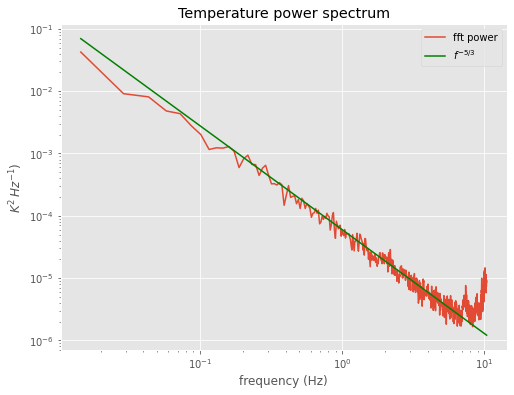 Temperature power spectrum
fft power
f^{-5/3}
10^{-1}
10^{-2}
10^{-3}
10^{-4}
10^{-5}
10^{-6}
K^2 Hz^{-1})
10^{-1} 10^0 10^1
frequency (Hz)